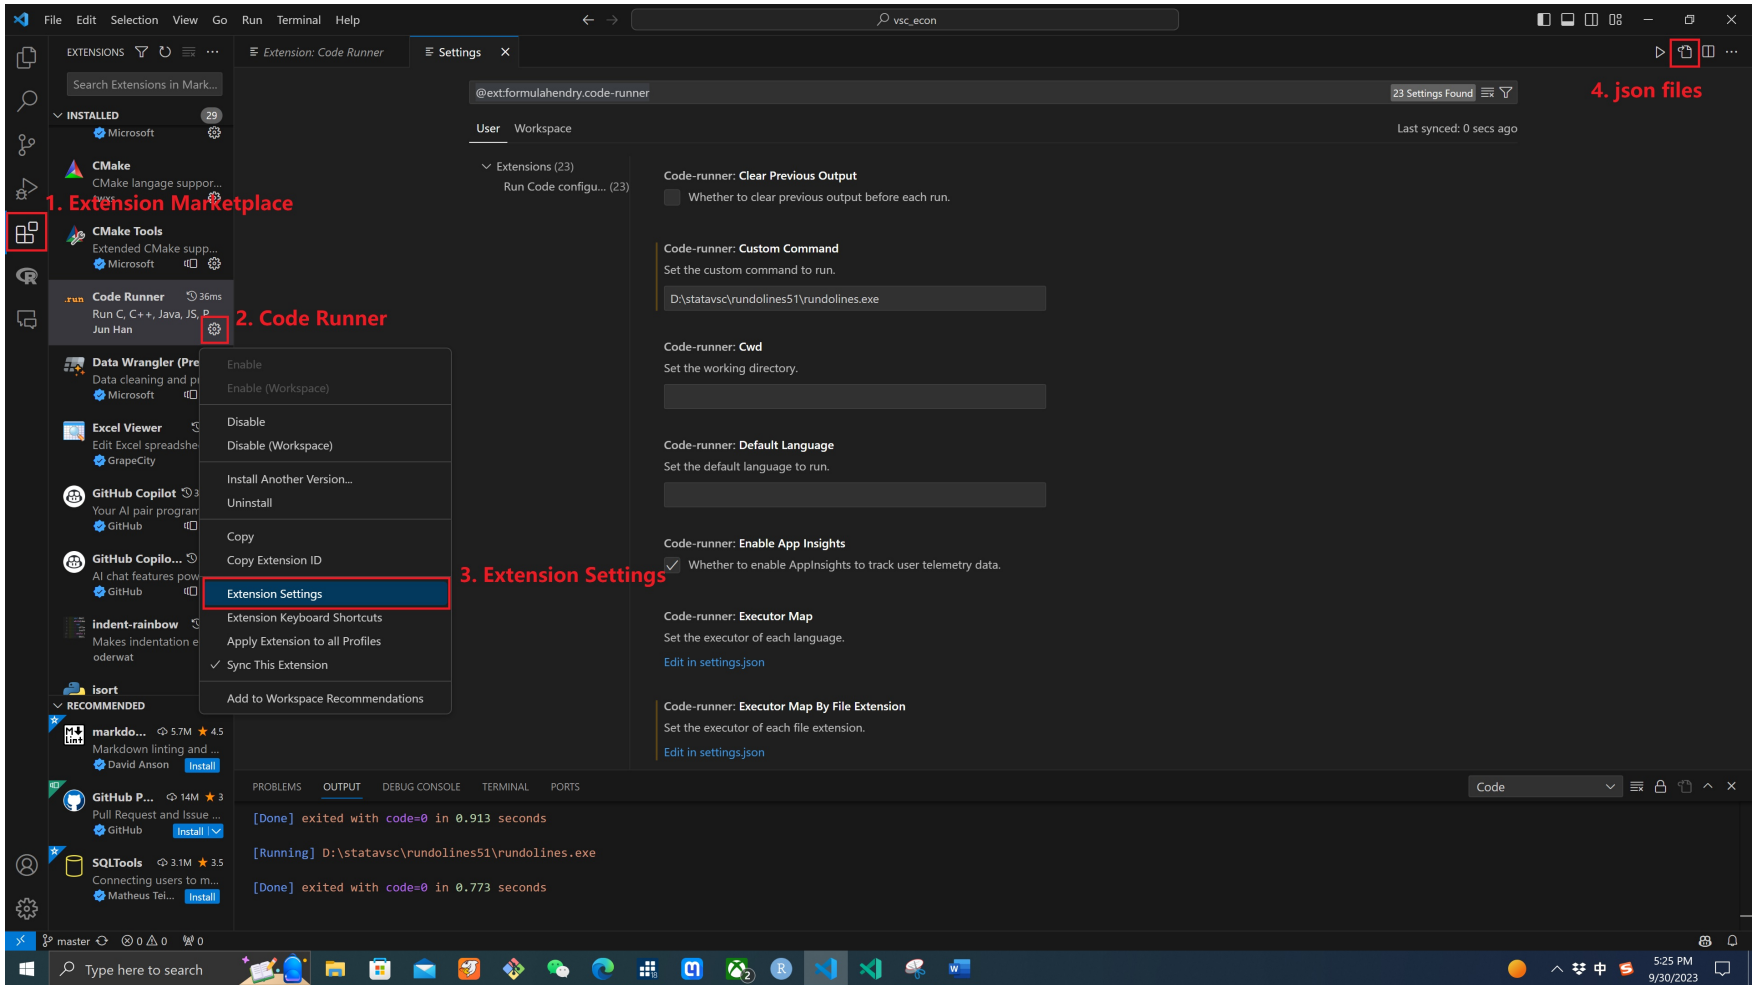 File Edit Selection View Go Run Terminal Help
vsc_econ
EXTENSIONS
Extension: Code Runner
Settings
Search Extensions in Mark...
@ext:formulahendry.code-runner
23 Settings Found
4. json files
INSTALLED 29
Microsoft
User Workspace
Last synced: 0 secs ago
CMake
CMake langage suppor...
1. Extension Marketplace
CMake Tools
Extended CMake supp...
Microsoft
Code Runner 36ms
Run C, C++, Java, JS, P
Jun Han
2. Code Runner
Data Wrangler (Pre
Data cleaning and p
Microsoft
Excel Viewer
Edit Excel spreadshe
GrapeCity
GitHub Copilot 3
Your AI pair program
GitHub
GitHub Copilo...
AI chat features pow
GitHub
indent-rainbow
Makes indentation e
oderwat
isort
Enable
Enable (Workspace)
Disable
Disable (Workspace)
Install Another Version...
Uninstall
Copy
Copy Extension ID
Extension Settings
Extension Keyboard Shortcuts
Apply Extension to all Profiles
Sync This Extension
Add to Workspace Recommendations
3. Extension Settings
Extensions (23)
Run Code configu... (23)
Code-runner: Clear Previous Output
Whether to clear previous output before each run.
Code-runner: Custom Command
Set the custom command to run.
D:\statavsc\rundolines51\rundolines.exe
Code-runner: Cwd
Set the working directory.
Code-runner: Default Language
Set the default language to run.
Code-runner: Enable App Insights
Whether to enable AppInsights to track user telemetry data.
Code-runner: Executor Map
Set the executor of each language.
Edit in settings.json
Code-runner: Executor Map By File Extension
Set the executor of each file extension.
Edit in settings.json
RECOMMENDED
markdo... 5.7M 4.5
Markdown linting and ...
David Anson Install
GitHub P... 14M 3
Pull Request and Issue ...
GitHub Install
SQLTools 3.1M 3.5
Connecting users to m...
Matheus Tei... Install
PROBLEMS OUTPUT DEBUG CONSOLE TERMINAL PORTS
Code
[Done] exited with code=0 in 0.913 seconds
[Running] D:\statavsc\rundolines51\rundolines.exe
[Done] exited with code=0 in 0.773 seconds
master 0 0 0
Type here to search
中
5:25 PM
9/30/2023